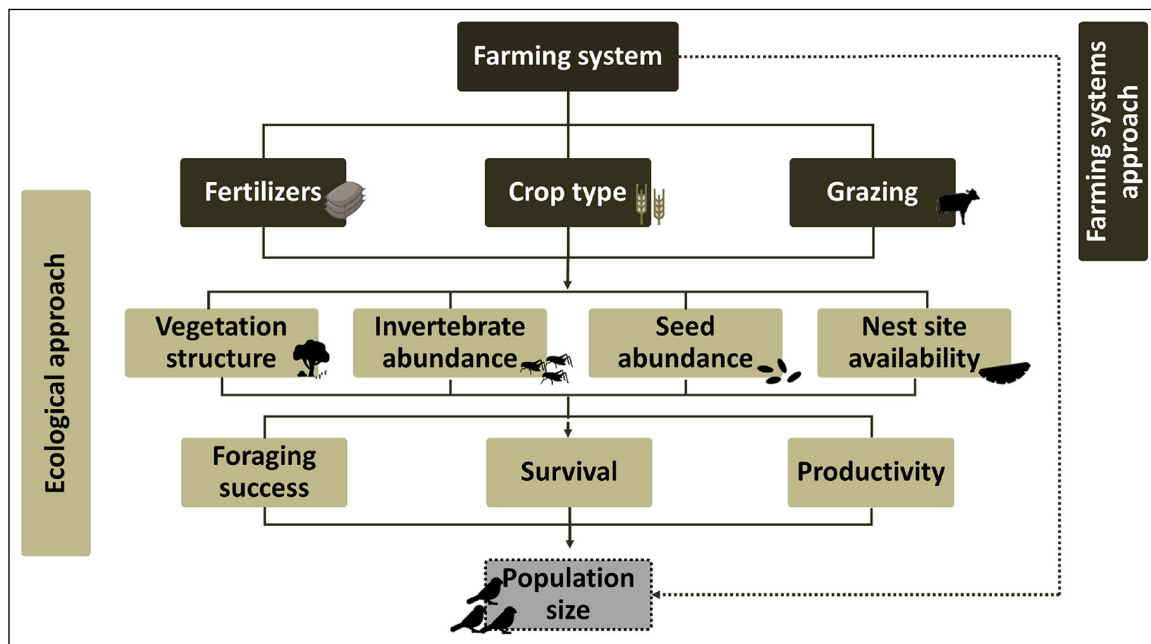 Farming system
Farming systems
approach
Fertilizers
Crop type
Grazing
Ecological approach
Vegetation
structure
Invertebrate
abundance
Seed
abundance
Nest site
availability
Foraging
success
Survival
Productivity
Population
size